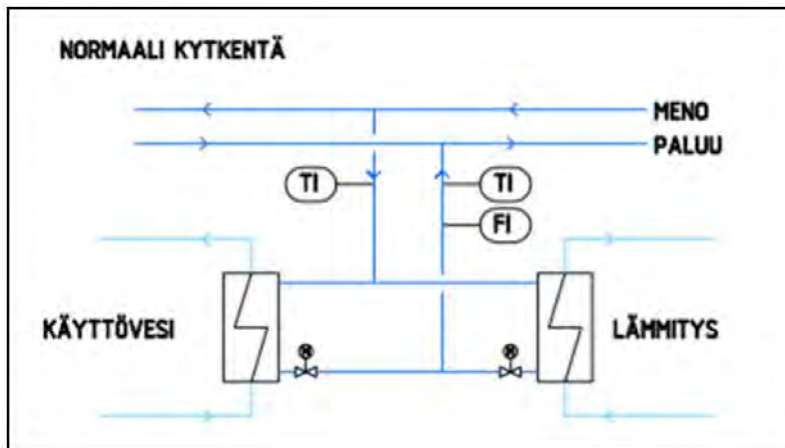 NORMAALI KYTKENTÄ
MENO
PALUU
TI
TI
FI
KÄYTTÖVESI
LÄMMITYS